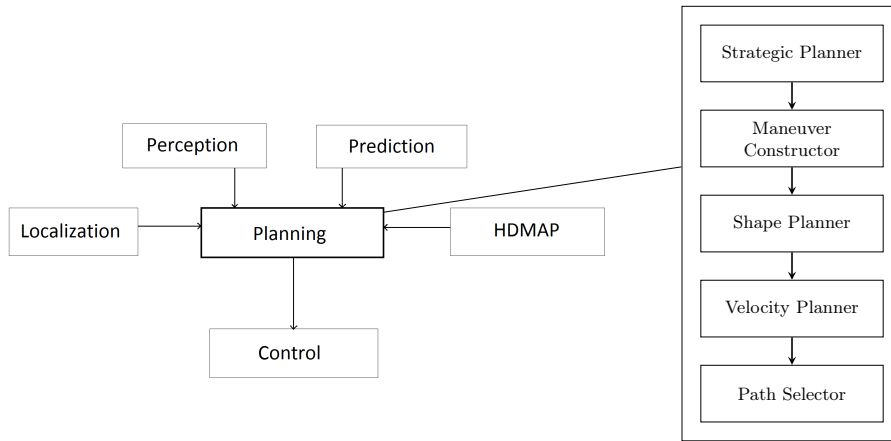 Perception
Prediction
Localization
Planning
HDMAP
Control
Strategic Planner
Maneuver
Constructor
Shape Planner
Velocity Planner
Path Selector